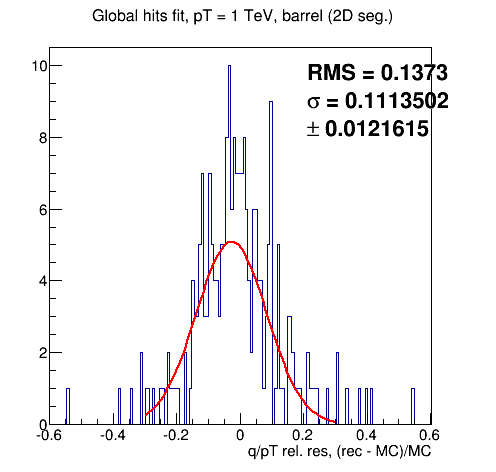 Global hits fit, pT = 1 TeV, barrel (2D seg.)
RMS = 0.1373
σ = 0.1113502
± 0.0121615
10
8
6
4
2
0
-0.6 -0.4 -0.2 0 0.2 0.4 0.6
q/pT rel. res, (rec - MC)/MC